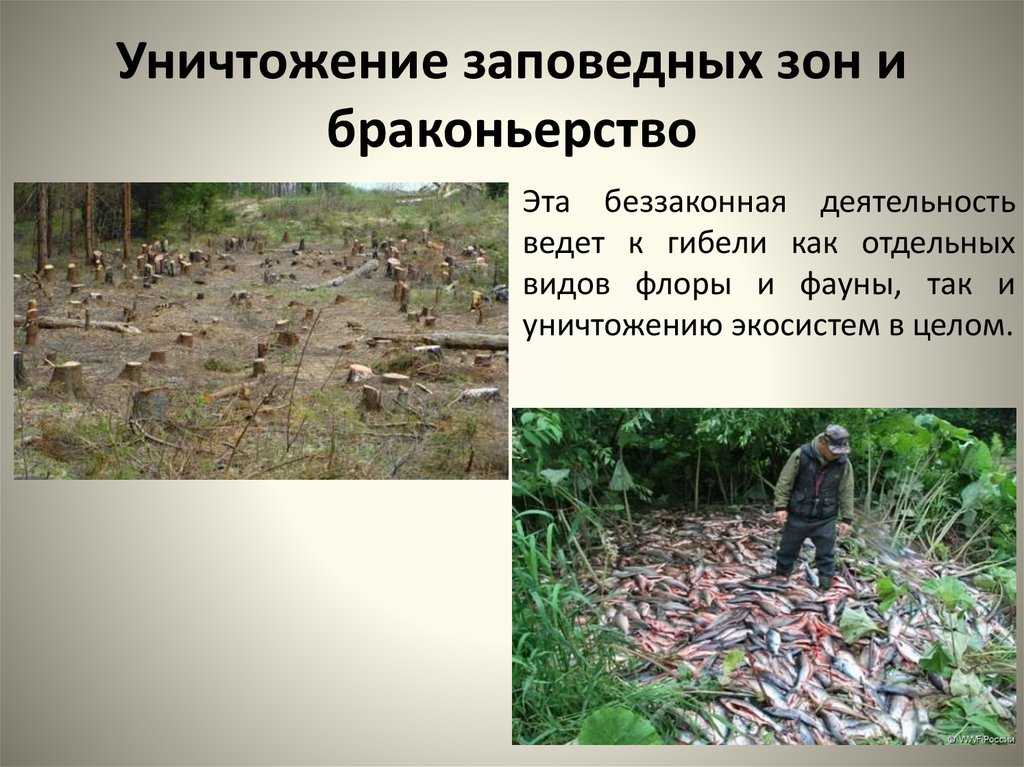 Уничтожение заповедных зон и
браконьерство
Эта беззаконная деятельность
ведет к гибели как отдельных
видов флоры и фауны, так и
уничтожению экосистем в целом.
© WWF России